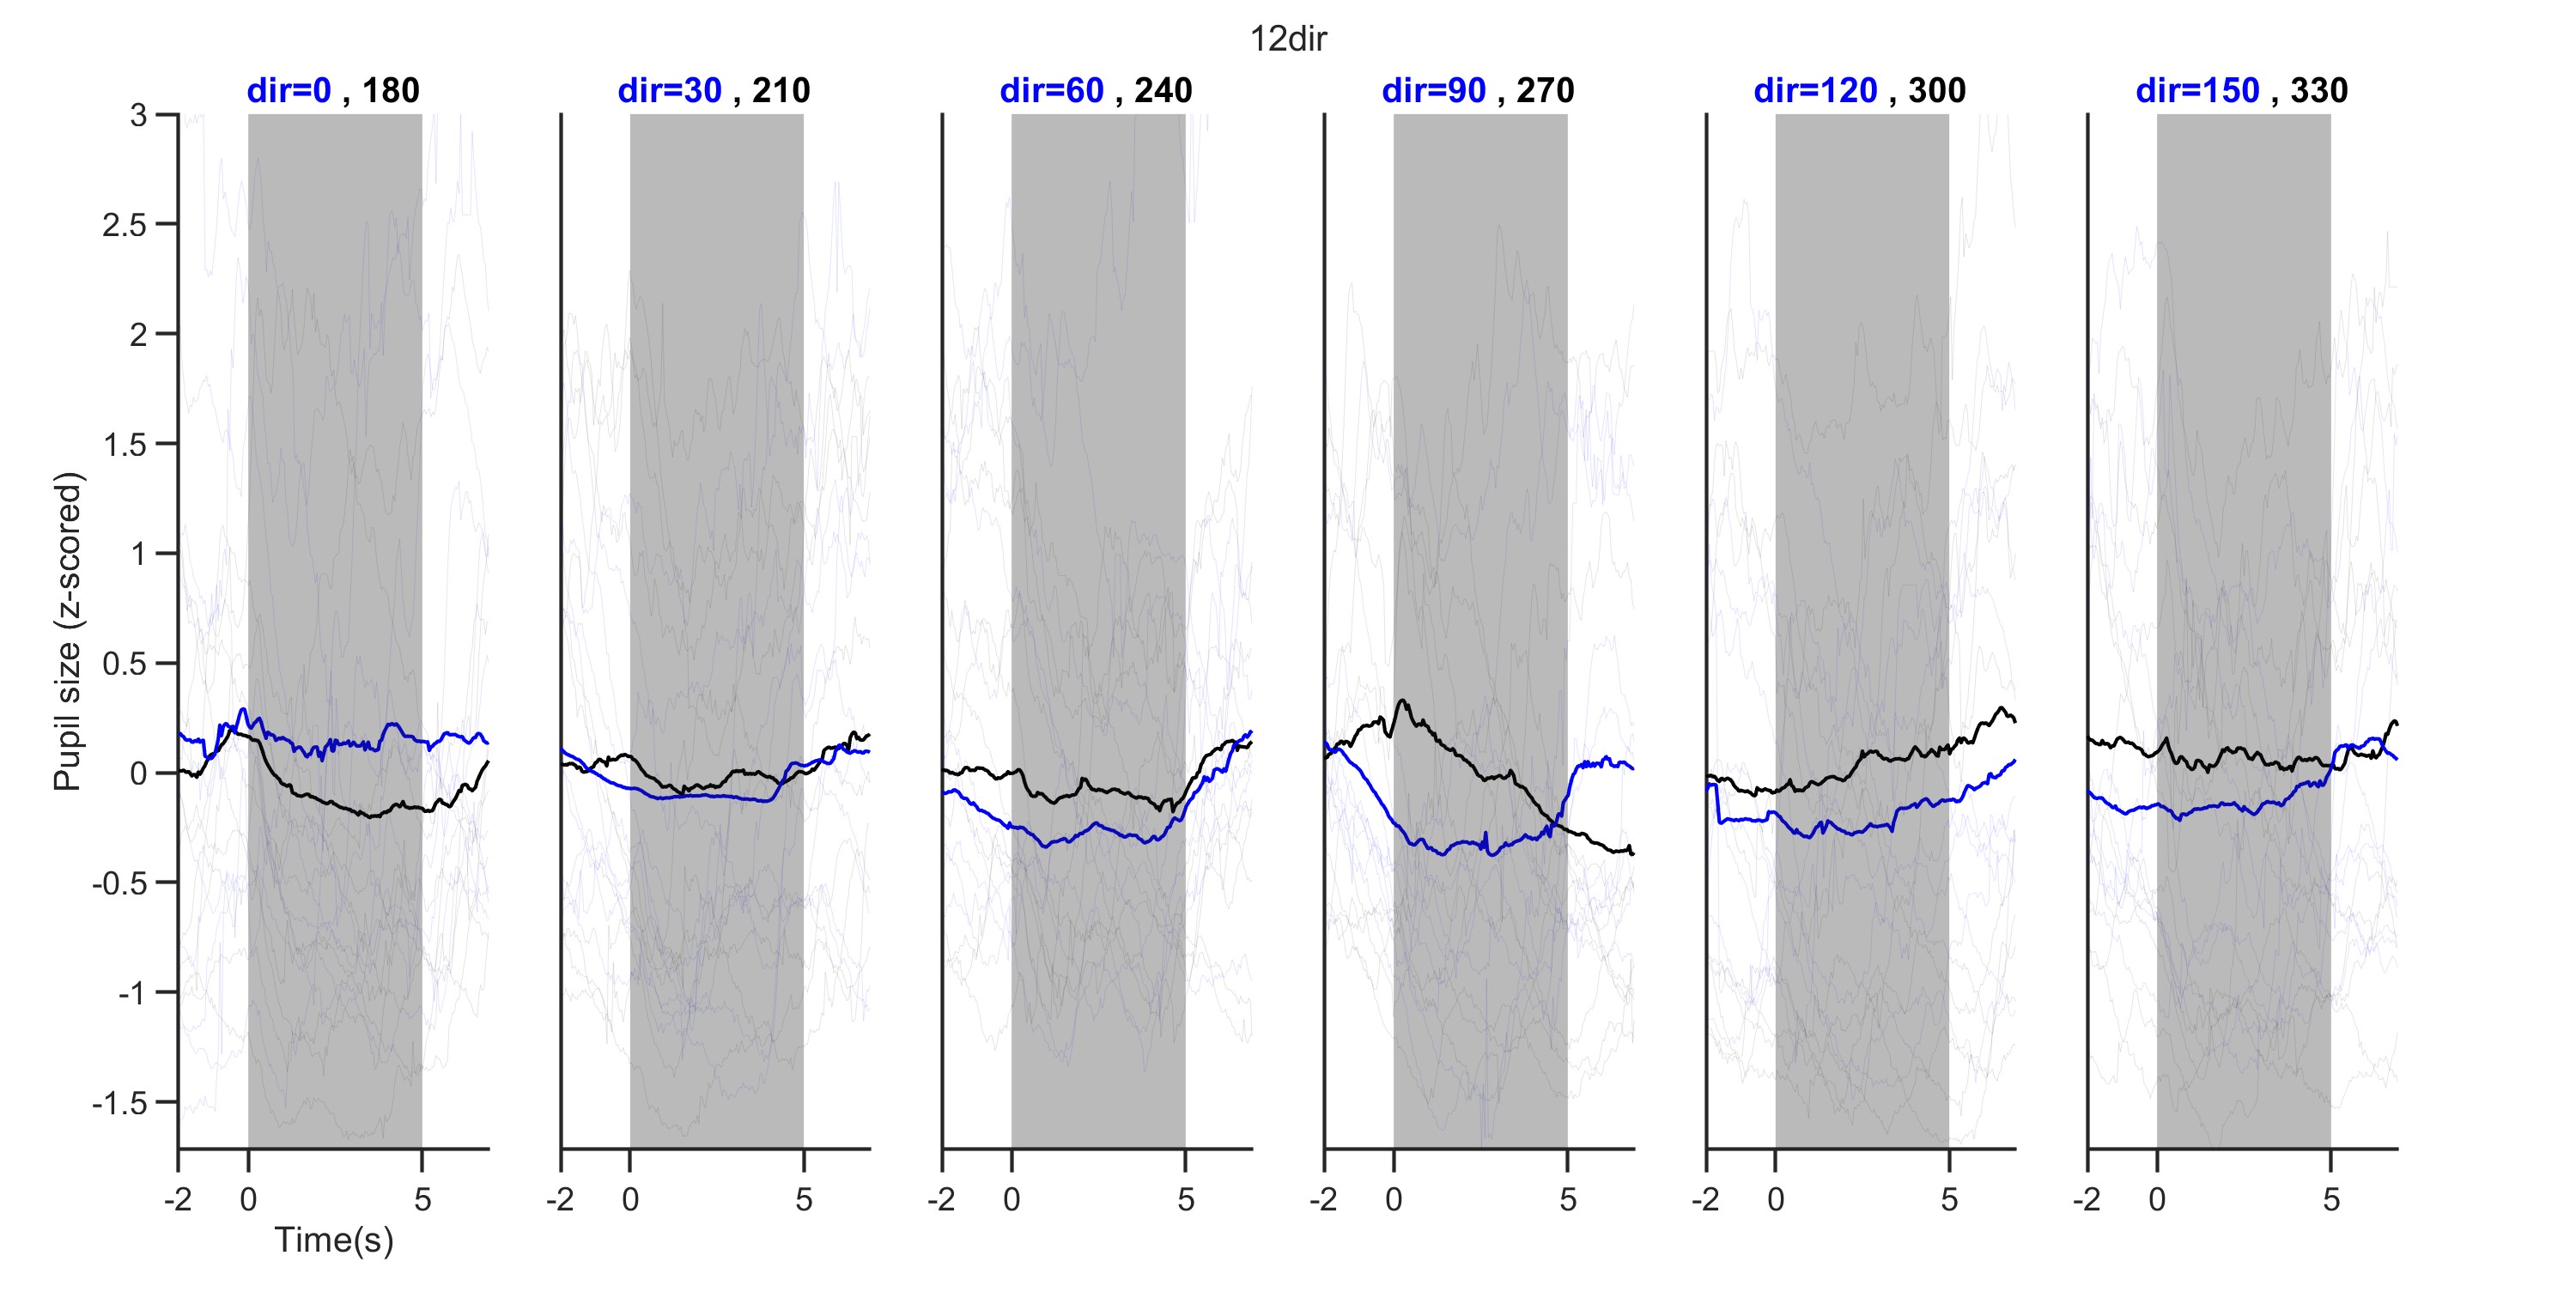 12dir
dir=0 , 180
dir=30 , 210
dir=60 , 240
dir=90 , 270
dir=120 , 300
dir=150 , 330
3
2.5
2
1.5
1
0.5
0
-0.5
-1
-1.5
Pupil size (z-scored)
-2 0 5
-2 0 5
-2 0 5
-2 0 5
-2 0 5
-2 0 5
Time(s)